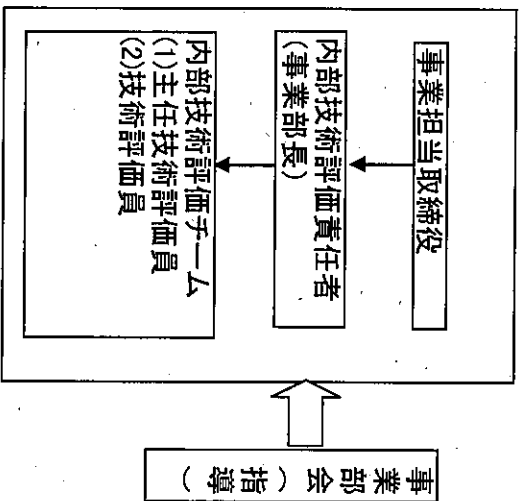 事業担当取締役
内部技術評価責任者
(事業部長)
内部技術評価チーム
(1)主任技術評価員
(2)技術評価員
事業部会(指導)